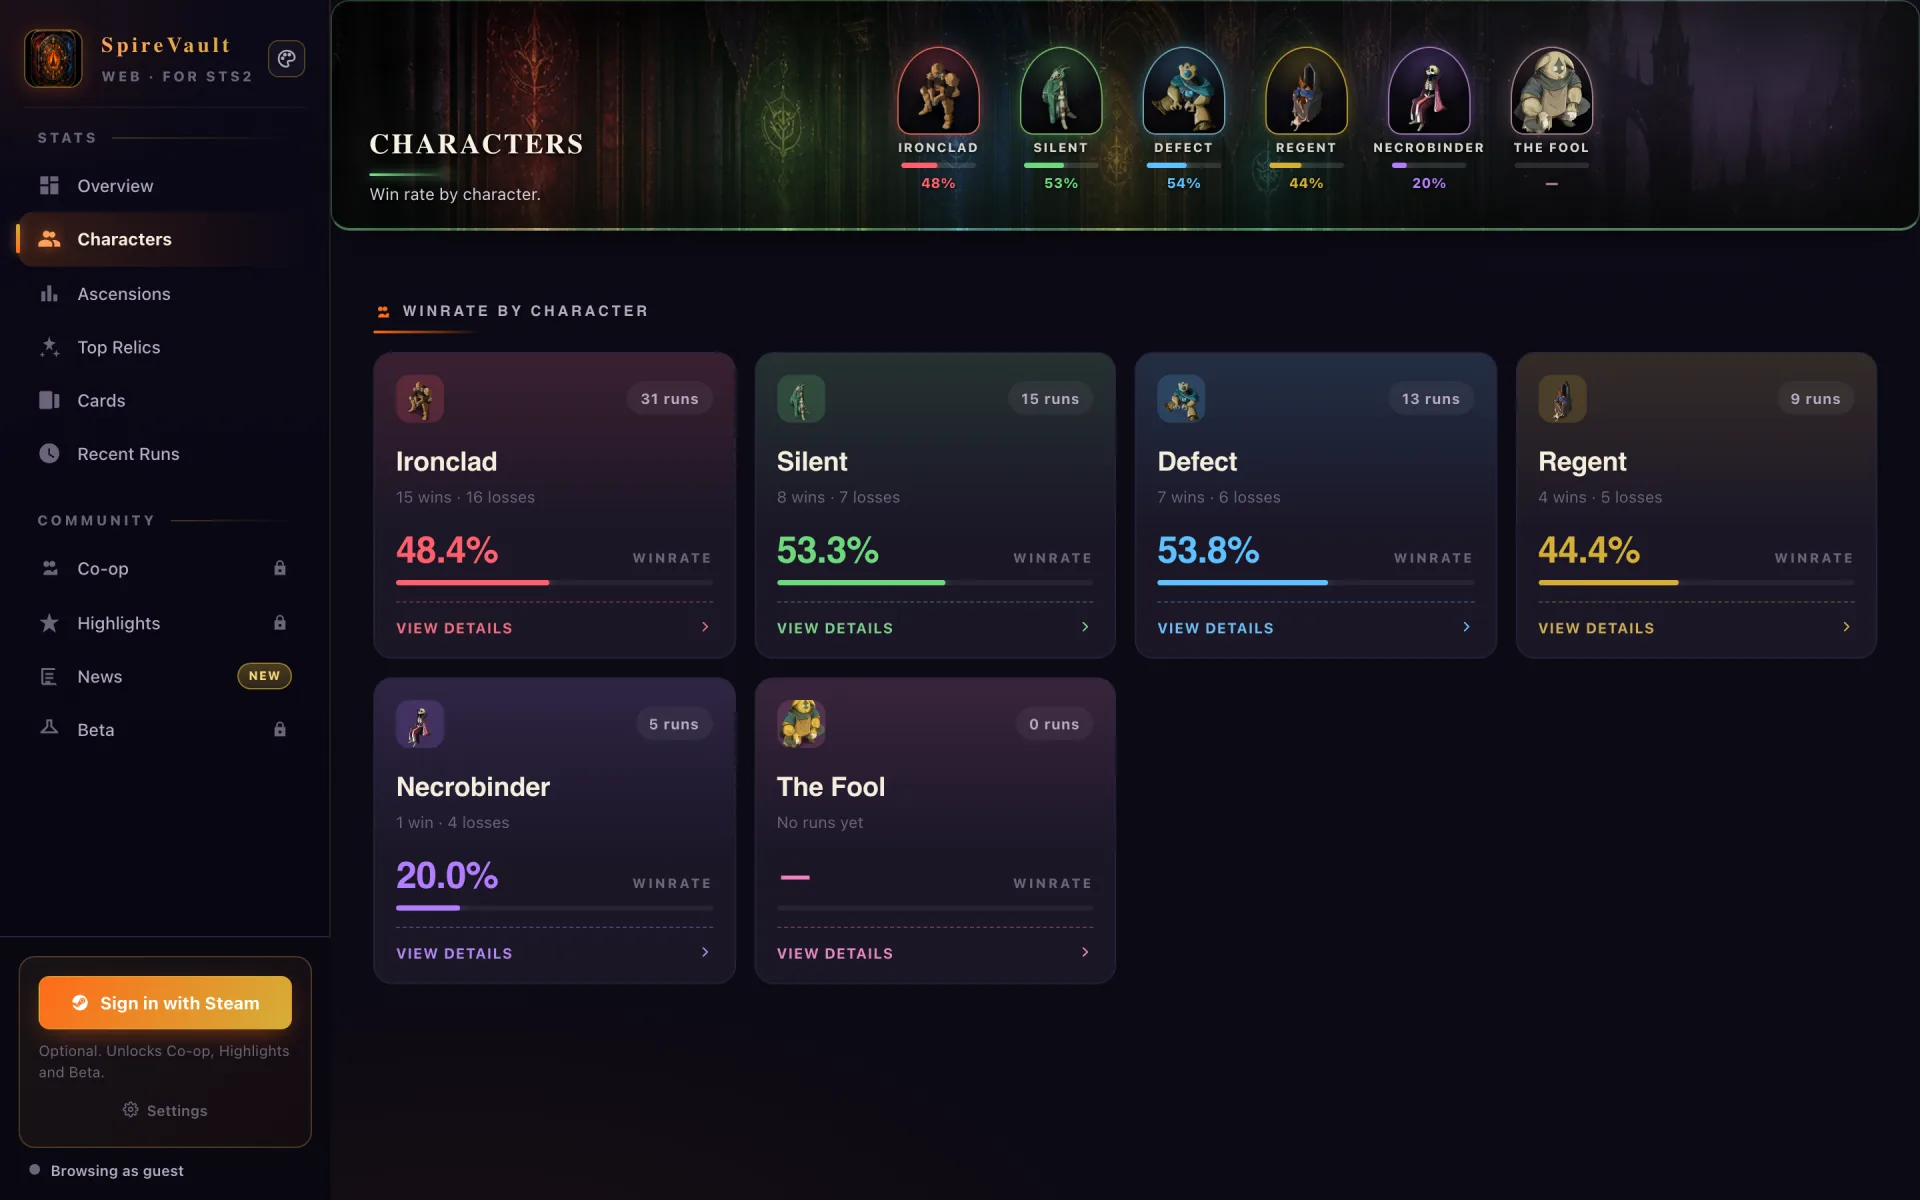 SpireVault
WEB · FOR STS2
STATS
Overview
Characters
Ascensions
Top Relics
Cards
Recent Runs
COMMUNITY
Co-op
Highlights
News NEW
Beta
Sign in with Steam
Optional. Unlocks Co-op, Highlights
and Beta.
Settings
Browsing as guest
CHARACTERS
Win rate by character.
IRONCLAD SILENT DEFECT REGENT NECROBINDER THE FOOL
48% 53% 54% 44% 20% —
WINRATE BY CHARACTER
31 runs
Ironclad
15 wins · 16 losses
48.4% WINRATE
VIEW DETAILS
15 runs
Silent
8 wins · 7 losses
53.3% WINRATE
VIEW DETAILS
13 runs
Defect
7 wins · 6 losses
53.8% WINRATE
VIEW DETAILS
9 runs
Regent
4 wins · 5 losses
44.4% WINRATE
VIEW DETAILS
5 runs
Necrobinder
1 win · 4 losses
20.0% WINRATE
VIEW DETAILS
0 runs
The Fool
No runs yet
— WINRATE
VIEW DETAILS